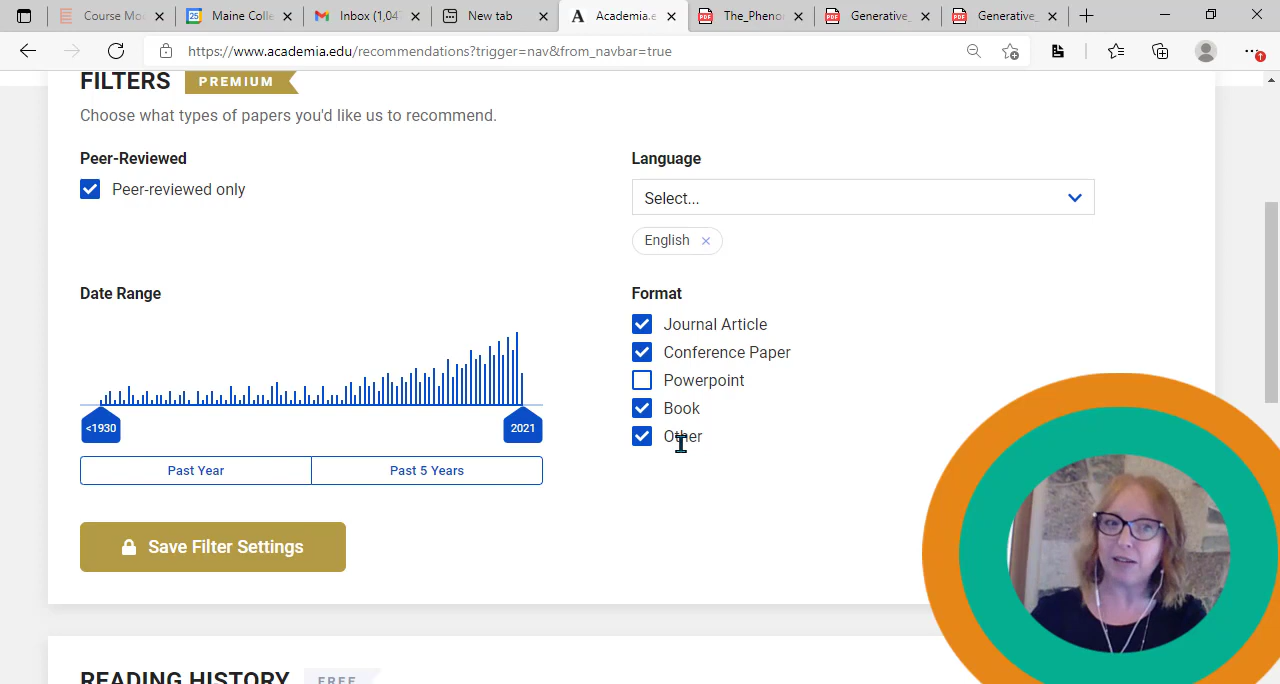 Course Mo
Maine Colle
Inbox (1,04
New tab
Academia.e
The_Pheno
Generative_
Generative_
https://www.academia.edu/recommendations?trigger=nav&from_navbar=true
FILTERS PREMIUM
Choose what types of papers you'd like us to recommend.
Peer-Reviewed
Peer-reviewed only
Language
Select...
English
Date Range
<1930
2021
Past Year
Past 5 Years
Format
Journal Article
Conference Paper
Powerpoint
Book
Other
Save Filter Settings
READING HISTORY FREE